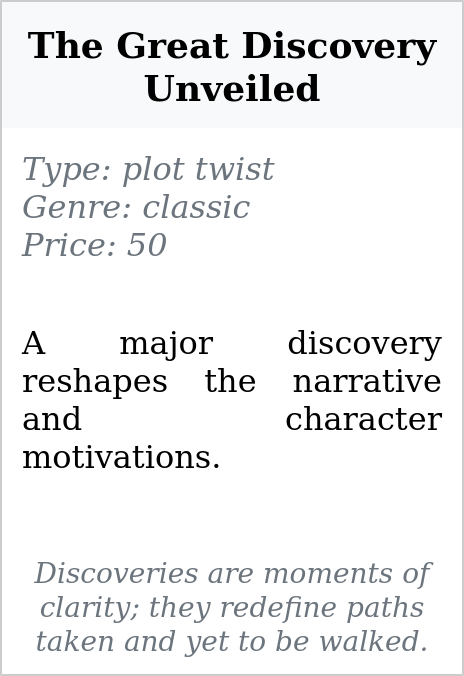 The Great Discovery
Unveiled
Type: plot twist
Genre: classic
Price: 50
A major discovery
reshapes the narrative
and character
motivations.
Discoveries are moments of
clarity; they redefine paths
taken and yet to be walked.